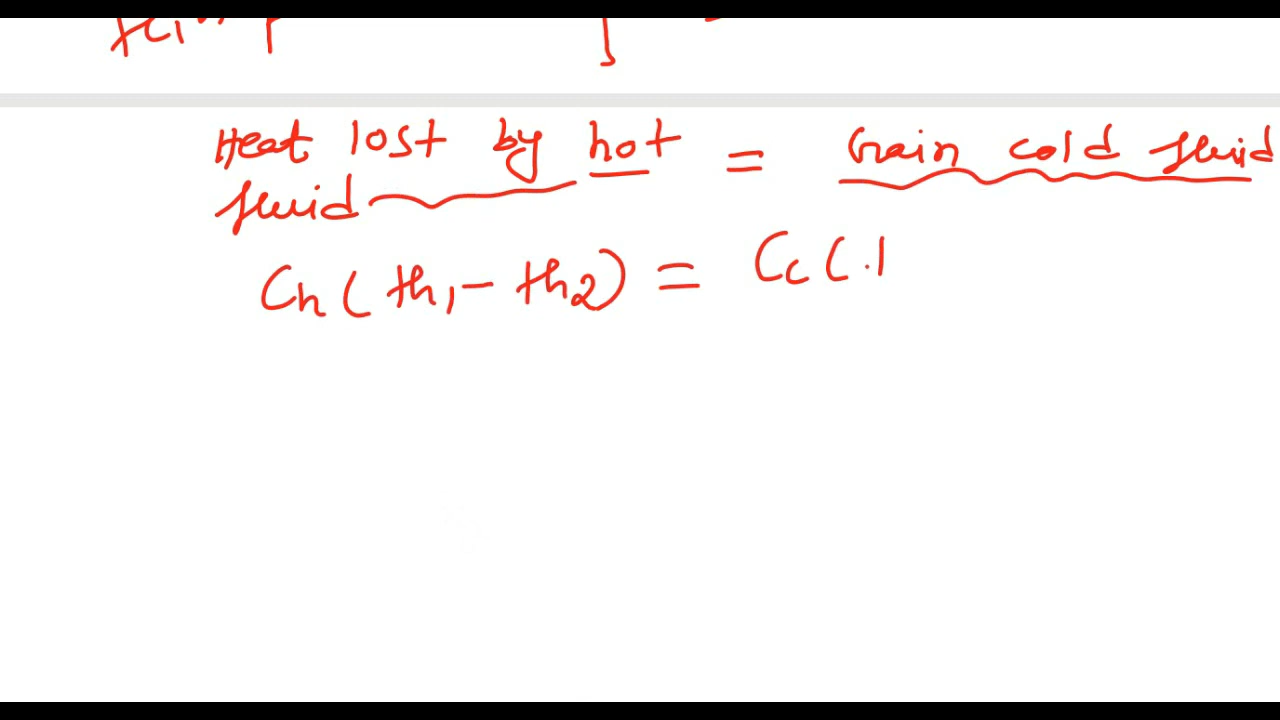 Heat lost by hot = Gain cold fluid
fluid
Ch (th1 - th2) = Cc (